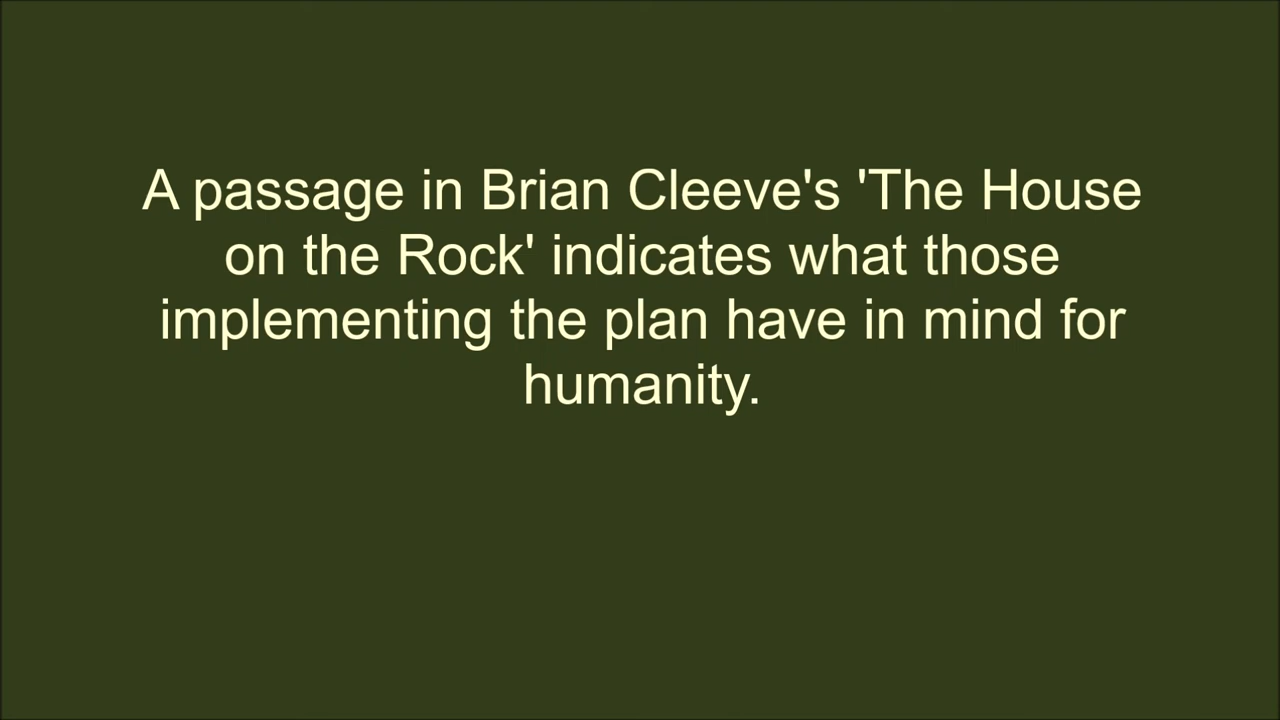 A passage in Brian Cleeve's 'The House
on the Rock' indicates what those
implementing the plan have in mind for
humanity.